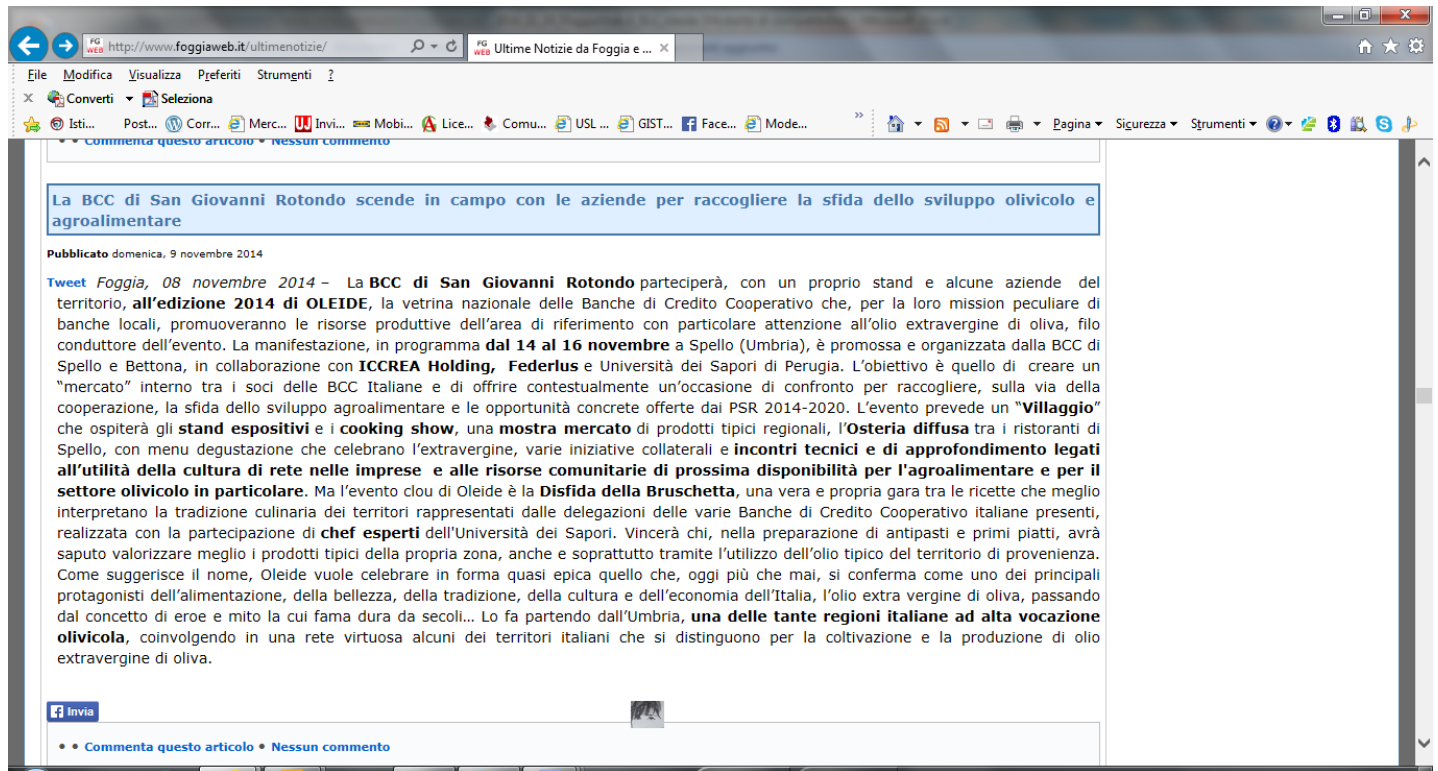 http://www.foggiaweb.it/ultimenotizie/
FG WEB Ultime Notizie da Foggia e ...
File Modifica Visualizza Preferiti Strumenti ?
x Converti Seleziona
Isti... Post... Corr... Merc... Invi... Mobi... Lice... Comu... USL ... GIST... Face... Mode... » Pagina Sicurezza Strumenti
• • Commenta questo articolo • Nessun commento
La BCC di San Giovanni Rotondo scende in campo con le aziende per raccogliere la sfida dello sviluppo olivicolo e
agroalimentare
Pubblicato domenica, 9 novembre 2014
Tweet Foggia, 08 novembre 2014 – La BCC di San Giovanni Rotondo parteciperà, con un proprio stand e alcune aziende del
territorio, all’edizione 2014 di OLEIDE, la vetrina nazionale delle Banche di Credito Cooperativo che, per la loro mission peculiare di
banche locali, promuoveranno le risorse produttive dell’area di riferimento con particolare attenzione all’olio extravergine di oliva, filo
conduttore dell’evento. La manifestazione, in programma dal 14 al 16 novembre a Spello (Umbria), è promossa e organizzata dalla BCC di
Spello e Bettona, in collaborazione con ICCREA Holding, Federlus e Università dei Sapori di Perugia. L’obiettivo è quello di creare un
“mercato” interno tra i soci delle BCC Italiane e di offrire contestualmente un’occasione di confronto per raccogliere, sulla via della
cooperazione, la sfida dello sviluppo agroalimentare e le opportunità concrete offerte dai PSR 2014-2020. L’evento prevede un “Villaggio”
che ospiterà gli stand espositivi e i cooking show, una mostra mercato di prodotti tipici regionali, l’Osteria diffusa tra i ristoranti di
Spello, con menu degustazione che celebrano l’extravergine, varie iniziative collaterali e incontri tecnici e di approfondimento legati
all’utilità della cultura di rete nelle imprese e alle risorse comunitarie di prossima disponibilità per l'agroalimentare e per il
settore olivicolo in particolare. Ma l’evento clou di Oleide è la Disfida della Bruschetta, una vera e propria gara tra le ricette che meglio
interpretano la tradizione culinaria dei territori rappresentati dalle delegazioni delle varie Banche di Credito Cooperativo italiane presenti,
realizzata con la partecipazione di chef esperti dell'Università dei Sapori. Vincerà chi, nella preparazione di antipasti e primi piatti, avrà
saputo valorizzare meglio i prodotti tipici della propria zona, anche e soprattutto tramite l’utilizzo dell’olio tipico del territorio di provenienza.
Come suggerisce il nome, Oleide vuole celebrare in forma quasi epica quello che, oggi più che mai, si conferma come uno dei principali
protagonisti dell’alimentazione, della bellezza, della tradizione, della cultura e dell’economia dell’Italia, l’olio extra vergine di oliva, passando
dal concetto di eroe e mito la cui fama dura da secoli... Lo fa partendo dall’Umbria, una delle tante regioni italiane ad alta vocazione
olivicola, coinvolgendo in una rete virtuosa alcuni dei territori italiani che si distinguono per la coltivazione e la produzione di olio
extravergine di oliva.
Invia
• • Commenta questo articolo • Nessun commento